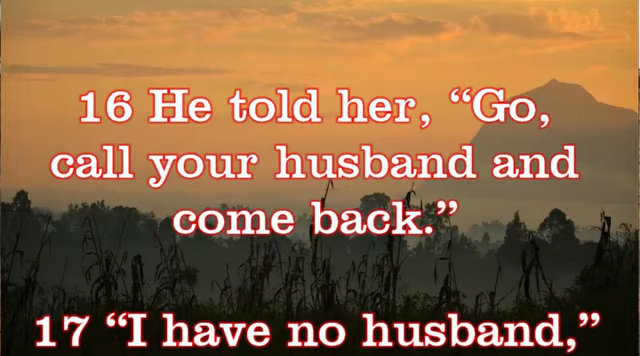 16 He told her, “Go,
call your husband and
come back.”
17 “I have no husband,”